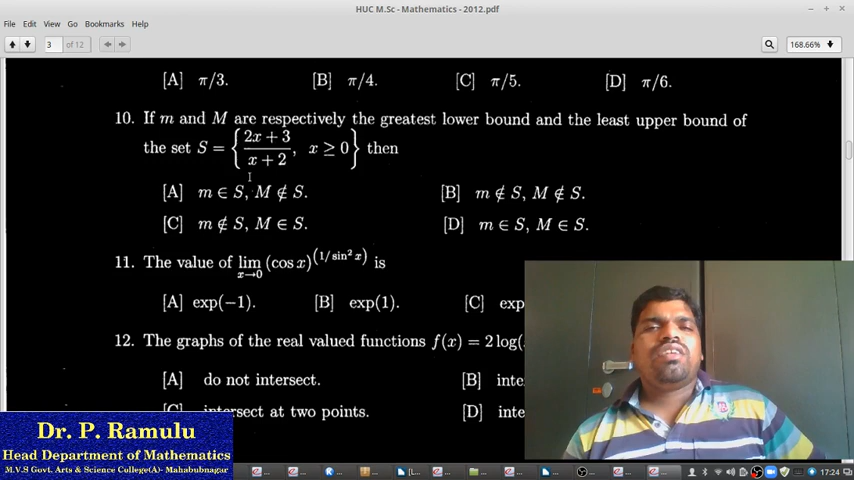 HUC M.Sc - Mathematics - 2012.pdf
File Edit View Go Bookmarks Help
3 of 12 168.66%
[A] π/3. [B] π/4. [C] π/5. [D] π/6.
10. If m and M are respectively the greatest lower bound and the least upper bound of
the set S = { (2x + 3)/(x + 2), x ≥ 0 } then
[A] m ∈ S, M ∉ S. [B] m ∉ S, M ∉ S.
[C] m ∉ S, M ∈ S. [D] m ∈ S, M ∈ S.
11. The value of lim x→0 (cos x)^(1/sin² x) is
[A] exp(−1). [B] exp(1). [C] exp
12. The graphs of the real valued functions f(x) = 2 log(
[A] do not intersect. [B] inte
[C] intersect at two points. [D] inte
Dr. P. Ramulu
Head Department of Mathematics
M.V.S Govt. Arts & Science College(A)- Mahabubnagar
17:24